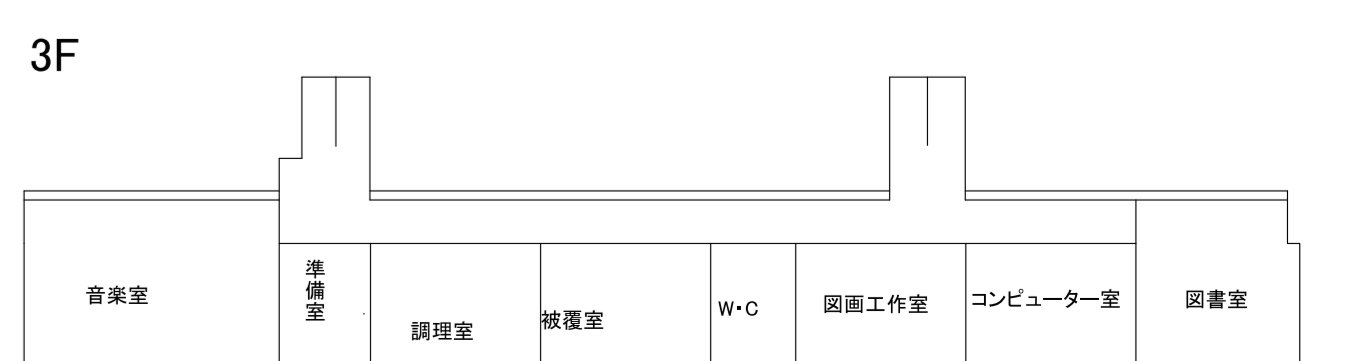 3F
音楽室
準備室
調理室
被覆室
W・C
図画工作室
コンピューター室
図書室